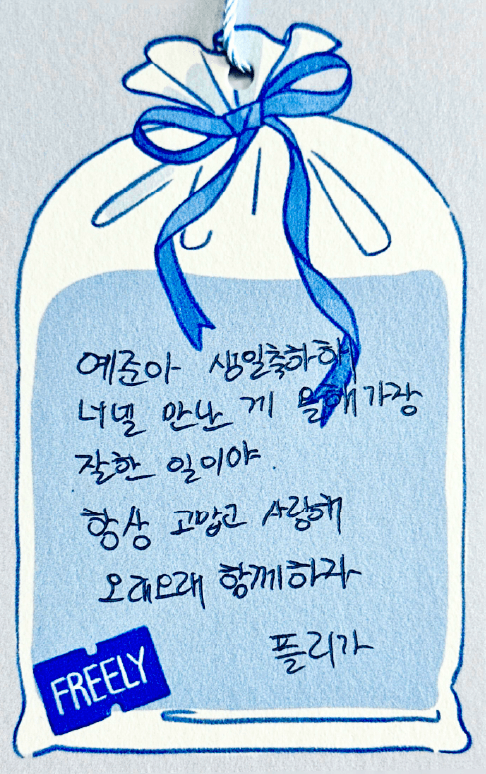 예준아 생일축하해
너넬 만난 게 올해 가장
잘한 일이야.
항상 고맙고 사랑해
오래오래 함께하자
플리가
FREELY